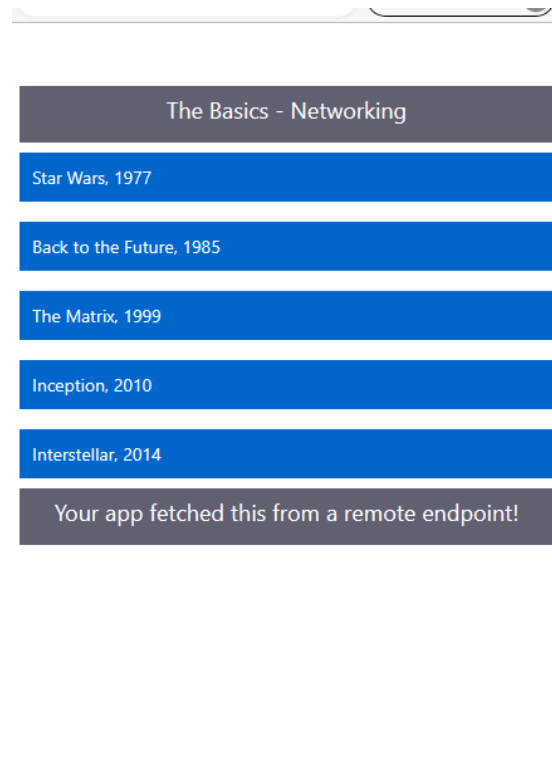 The Basics - Networking
Star Wars, 1977
Back to the Future, 1985
The Matrix, 1999
Inception, 2010
Interstellar, 2014
Your app fetched this from a remote endpoint!